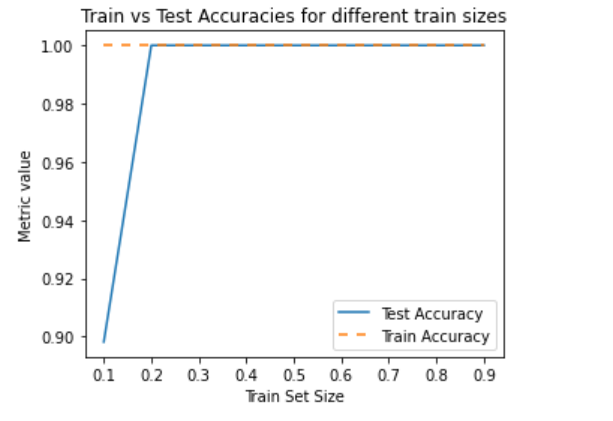 Train vs Test Accuracies for different train sizes
1.00
0.98
0.96
0.94
0.92
0.90
Metric value
Test Accuracy
Train Accuracy
0.1 0.2 0.3 0.4 0.5 0.6 0.7 0.8 0.9
Train Set Size